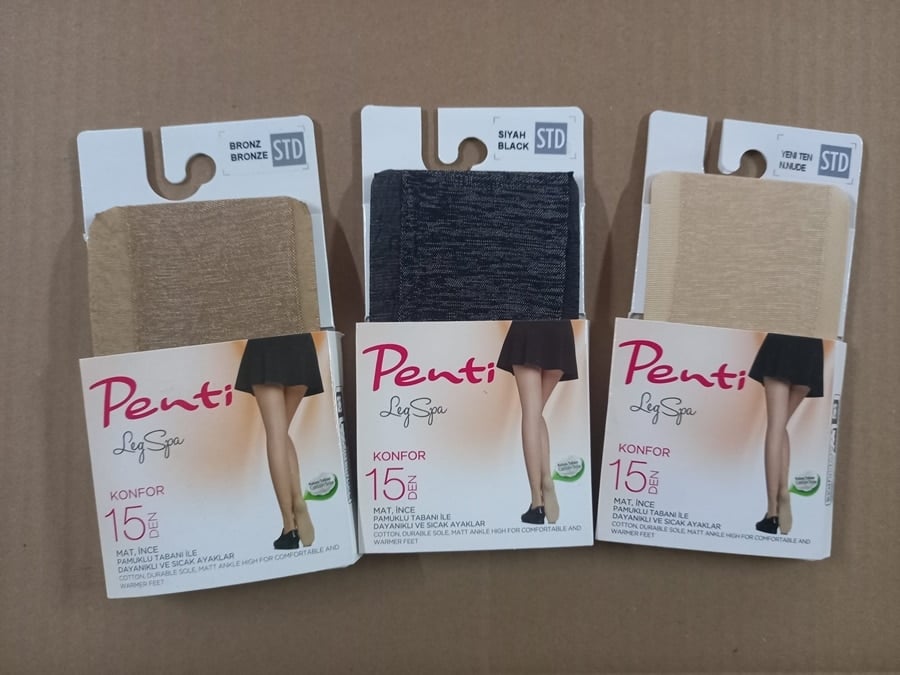 BRONZ
BRONZE
STD
Penti
Leg Spa
KONFOR
15 DEN
MAT, İNCE
PAMUKLU TABANI İLE
DAYANIKLI VE SICAK AYAKLAR
COTTON, DURABLE SOLE, MATT ANKLE HIGH FOR COMFORTABLE AND
WARMER FEET
SIYAH
BLACK
STD
Penti
Leg Spa
KONFOR
15 DEN
MAT, İNCE
PAMUKLU TABANI İLE
DAYANIKLI VE SICAK AYAKLAR
COTTON, DURABLE SOLE, MATT ANKLE HIGH FOR COMFORTABLE AND
WARMER FEET
YENI TEN
N.NUDE
STD
Penti
Leg Spa
KONFOR
15 DEN
MAT, İNCE
PAMUKLU TABANI İLE
DAYANIKLI VE SICAK AYAKLAR
COTTON, DURABLE SOLE, MATT ANKLE HIGH FOR COMFORTABLE AND
WARMER FEET